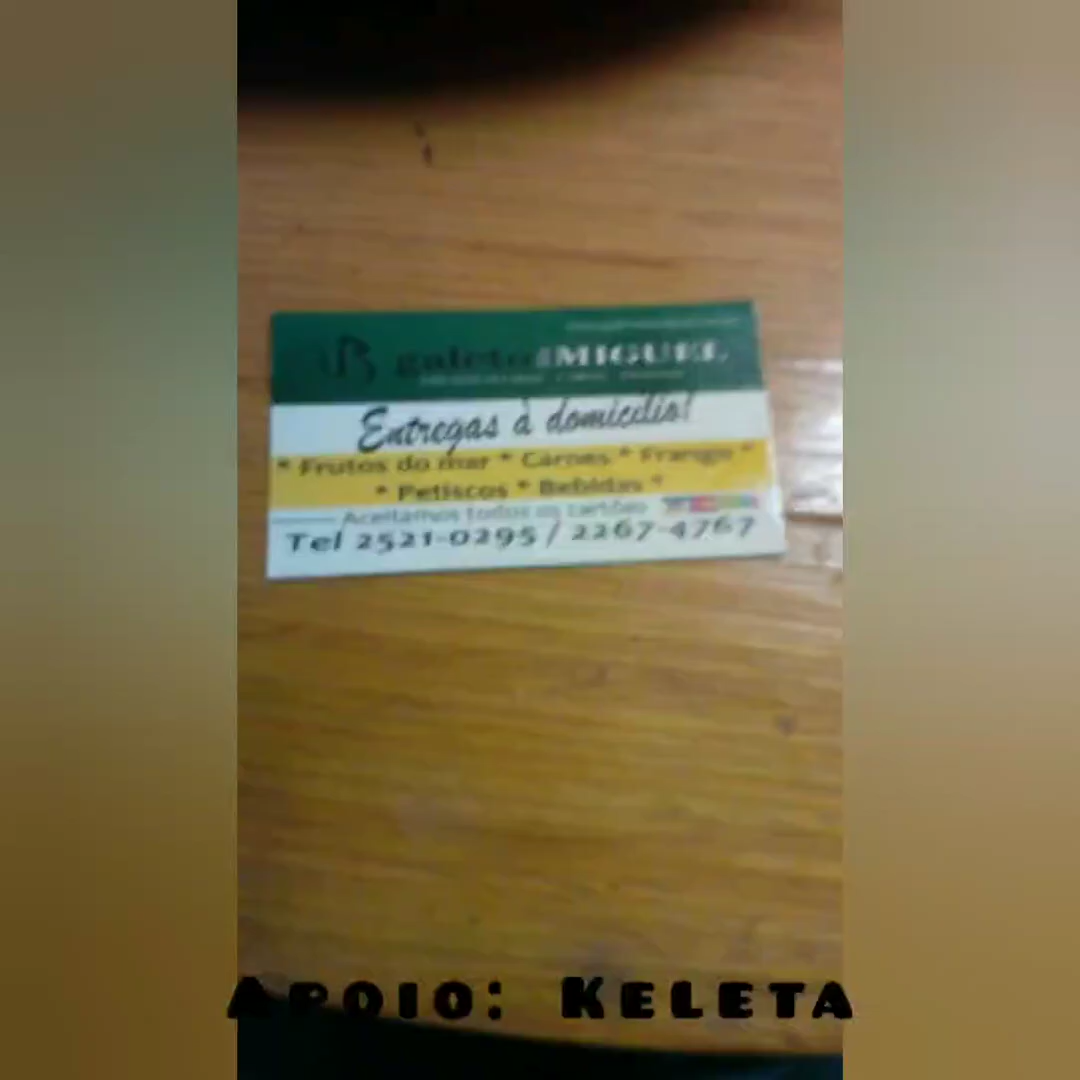 galeto MIGUEL
Entregas à domicílio!
* Frutos do mar * Carnes * Frango *
* Petiscos * Bebidas *
Aceitamos todos os cartões
Tel 2521-0295 / 2267-4767
Apoio: Keleta